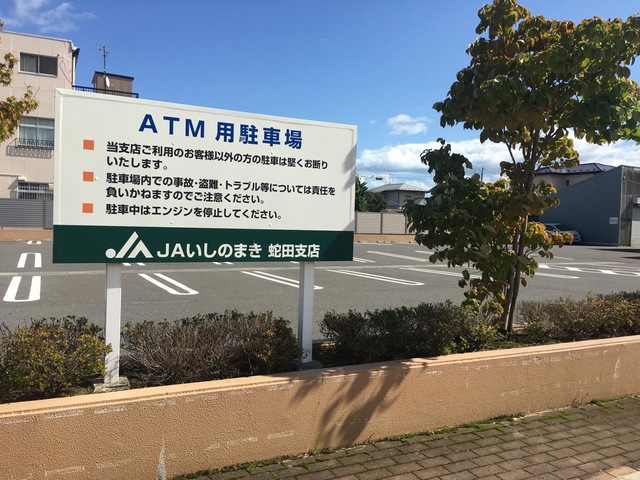 ATM 用駐車場
当支店ご利用のお客様以外の方の駐車は堅くお断り
いたします。
駐車場内での事故・盗難・トラブル等については責任を
負いかねますのでご注意ください。
駐車中はエンジンを停止してください。
JAいしのまき 蛇田支店